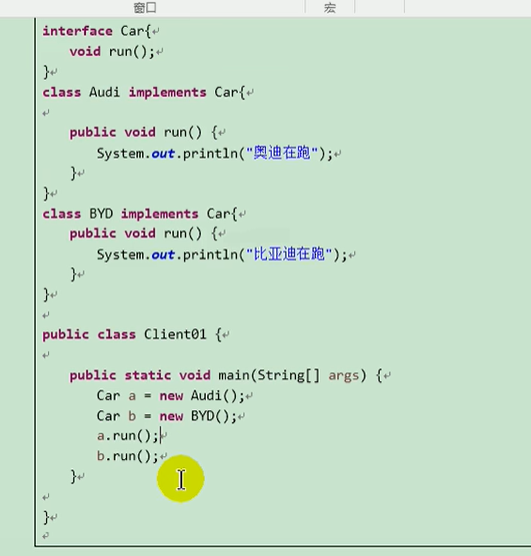 窗口 宏
interface Car{
void run();
}
class Audi implements Car{
public void run() {
System.out.println("奥迪在跑");
}
}
class BYD implements Car{
public void run() {
System.out.println("比亚迪在跑");
}
}
public class Client01 {
public static void main(String[] args) {
Car a = new Audi();
Car b = new BYD();
a.run();
b.run();
}
}